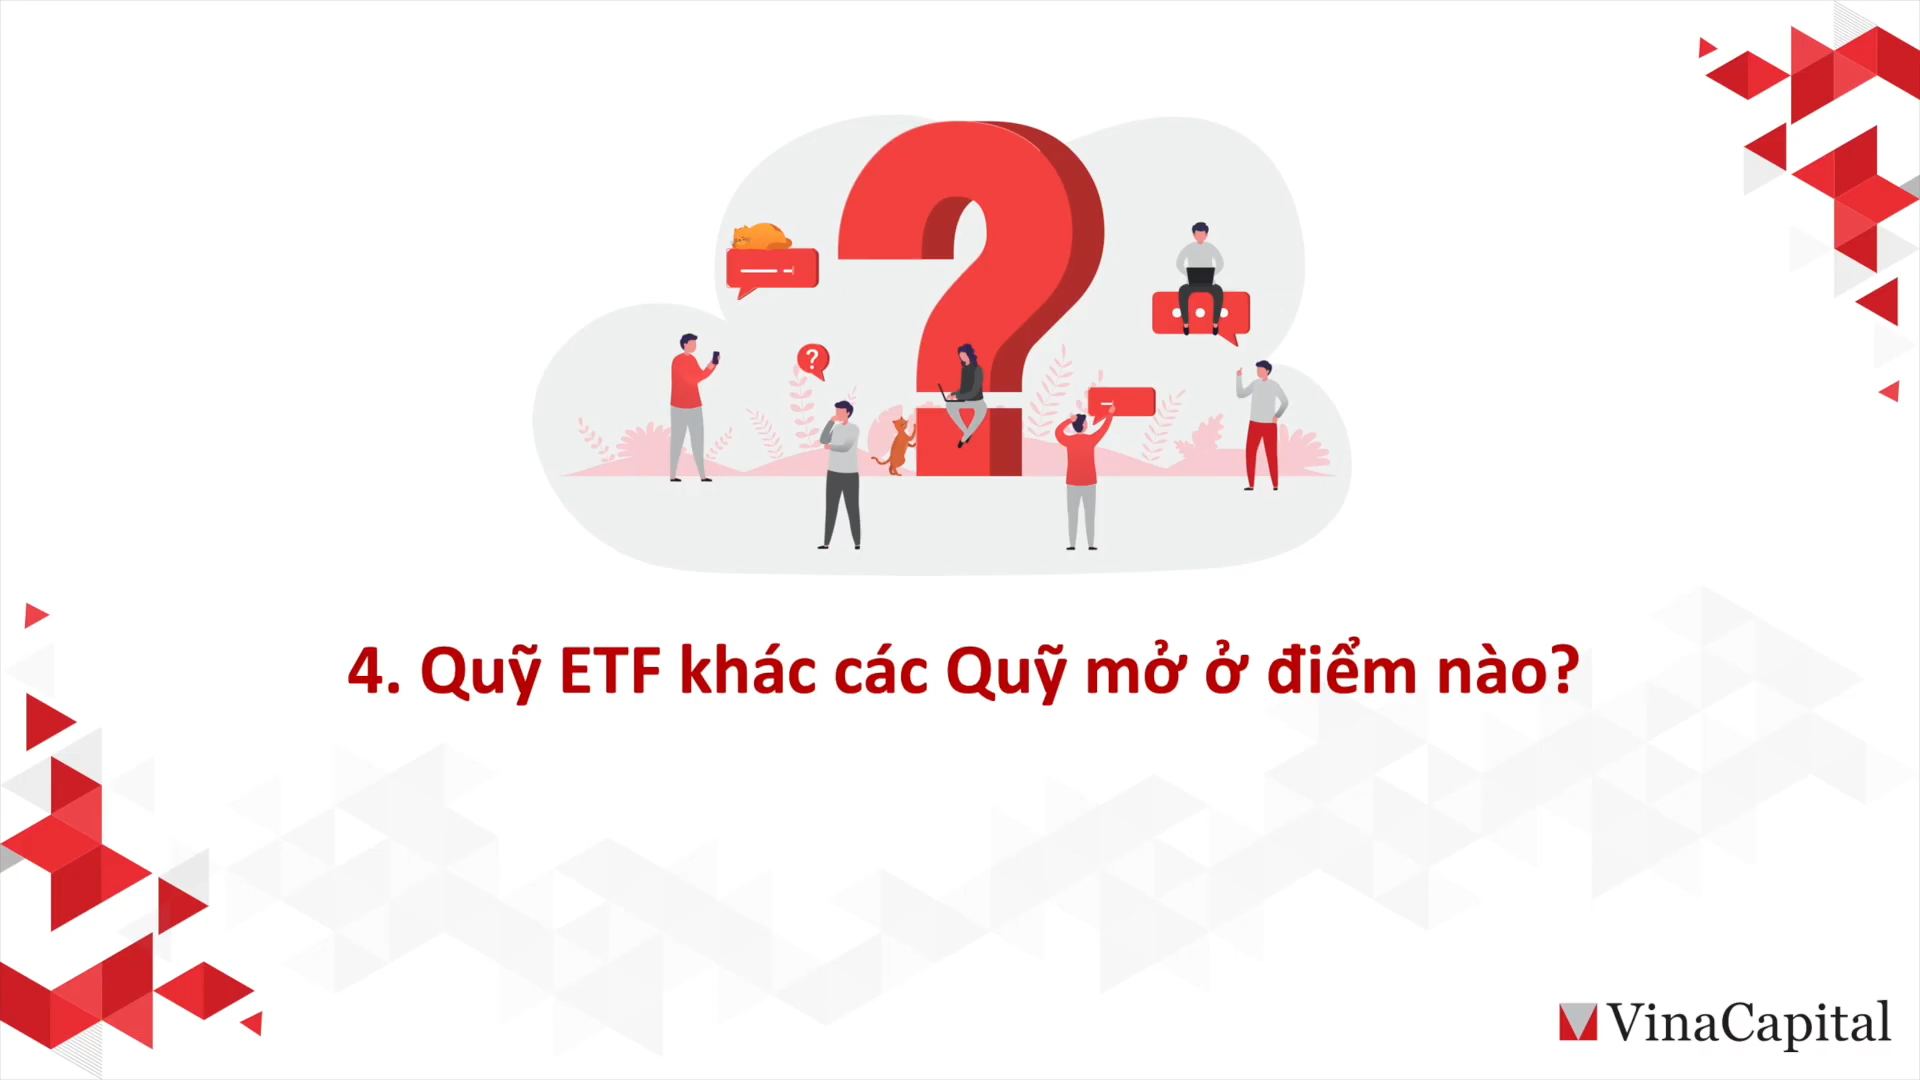 ?
4. Quỹ ETF khác các Quỹ mở ở điểm nào?
VinaCapital